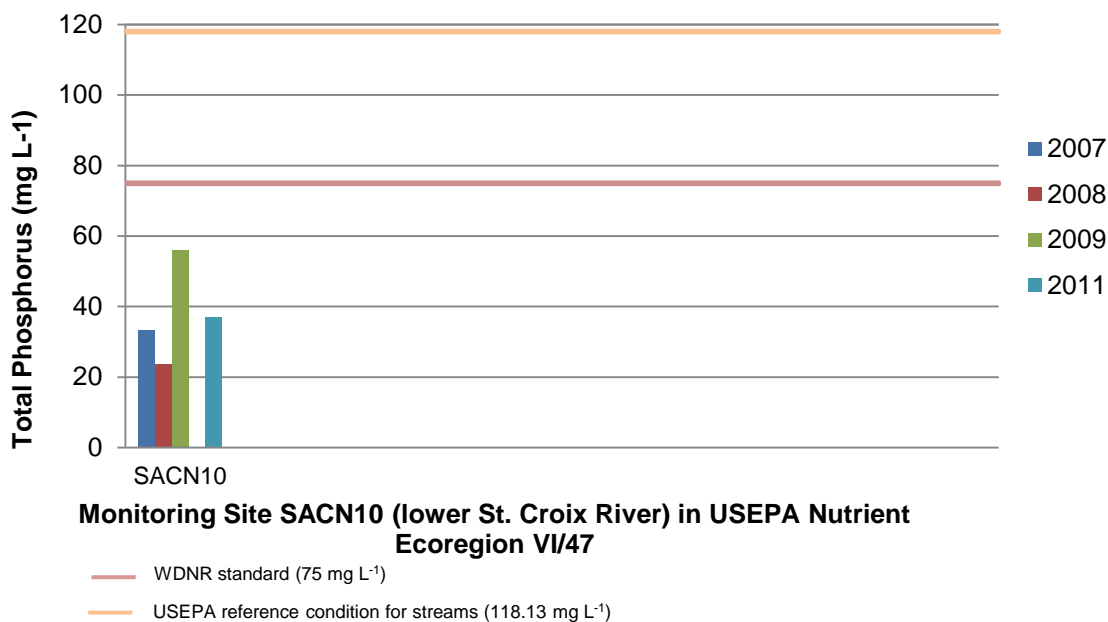 120
100
80
60
40
20
0
Total Phosphorus (mg L-1)
SACN10
2007
2008
2009
2011
Monitoring Site SACN10 (lower St. Croix River) in USEPA Nutrient
Ecoregion VI/47
WDNR standard (75 mg L⁻¹)
USEPA reference condition for streams (118.13 mg L⁻¹)